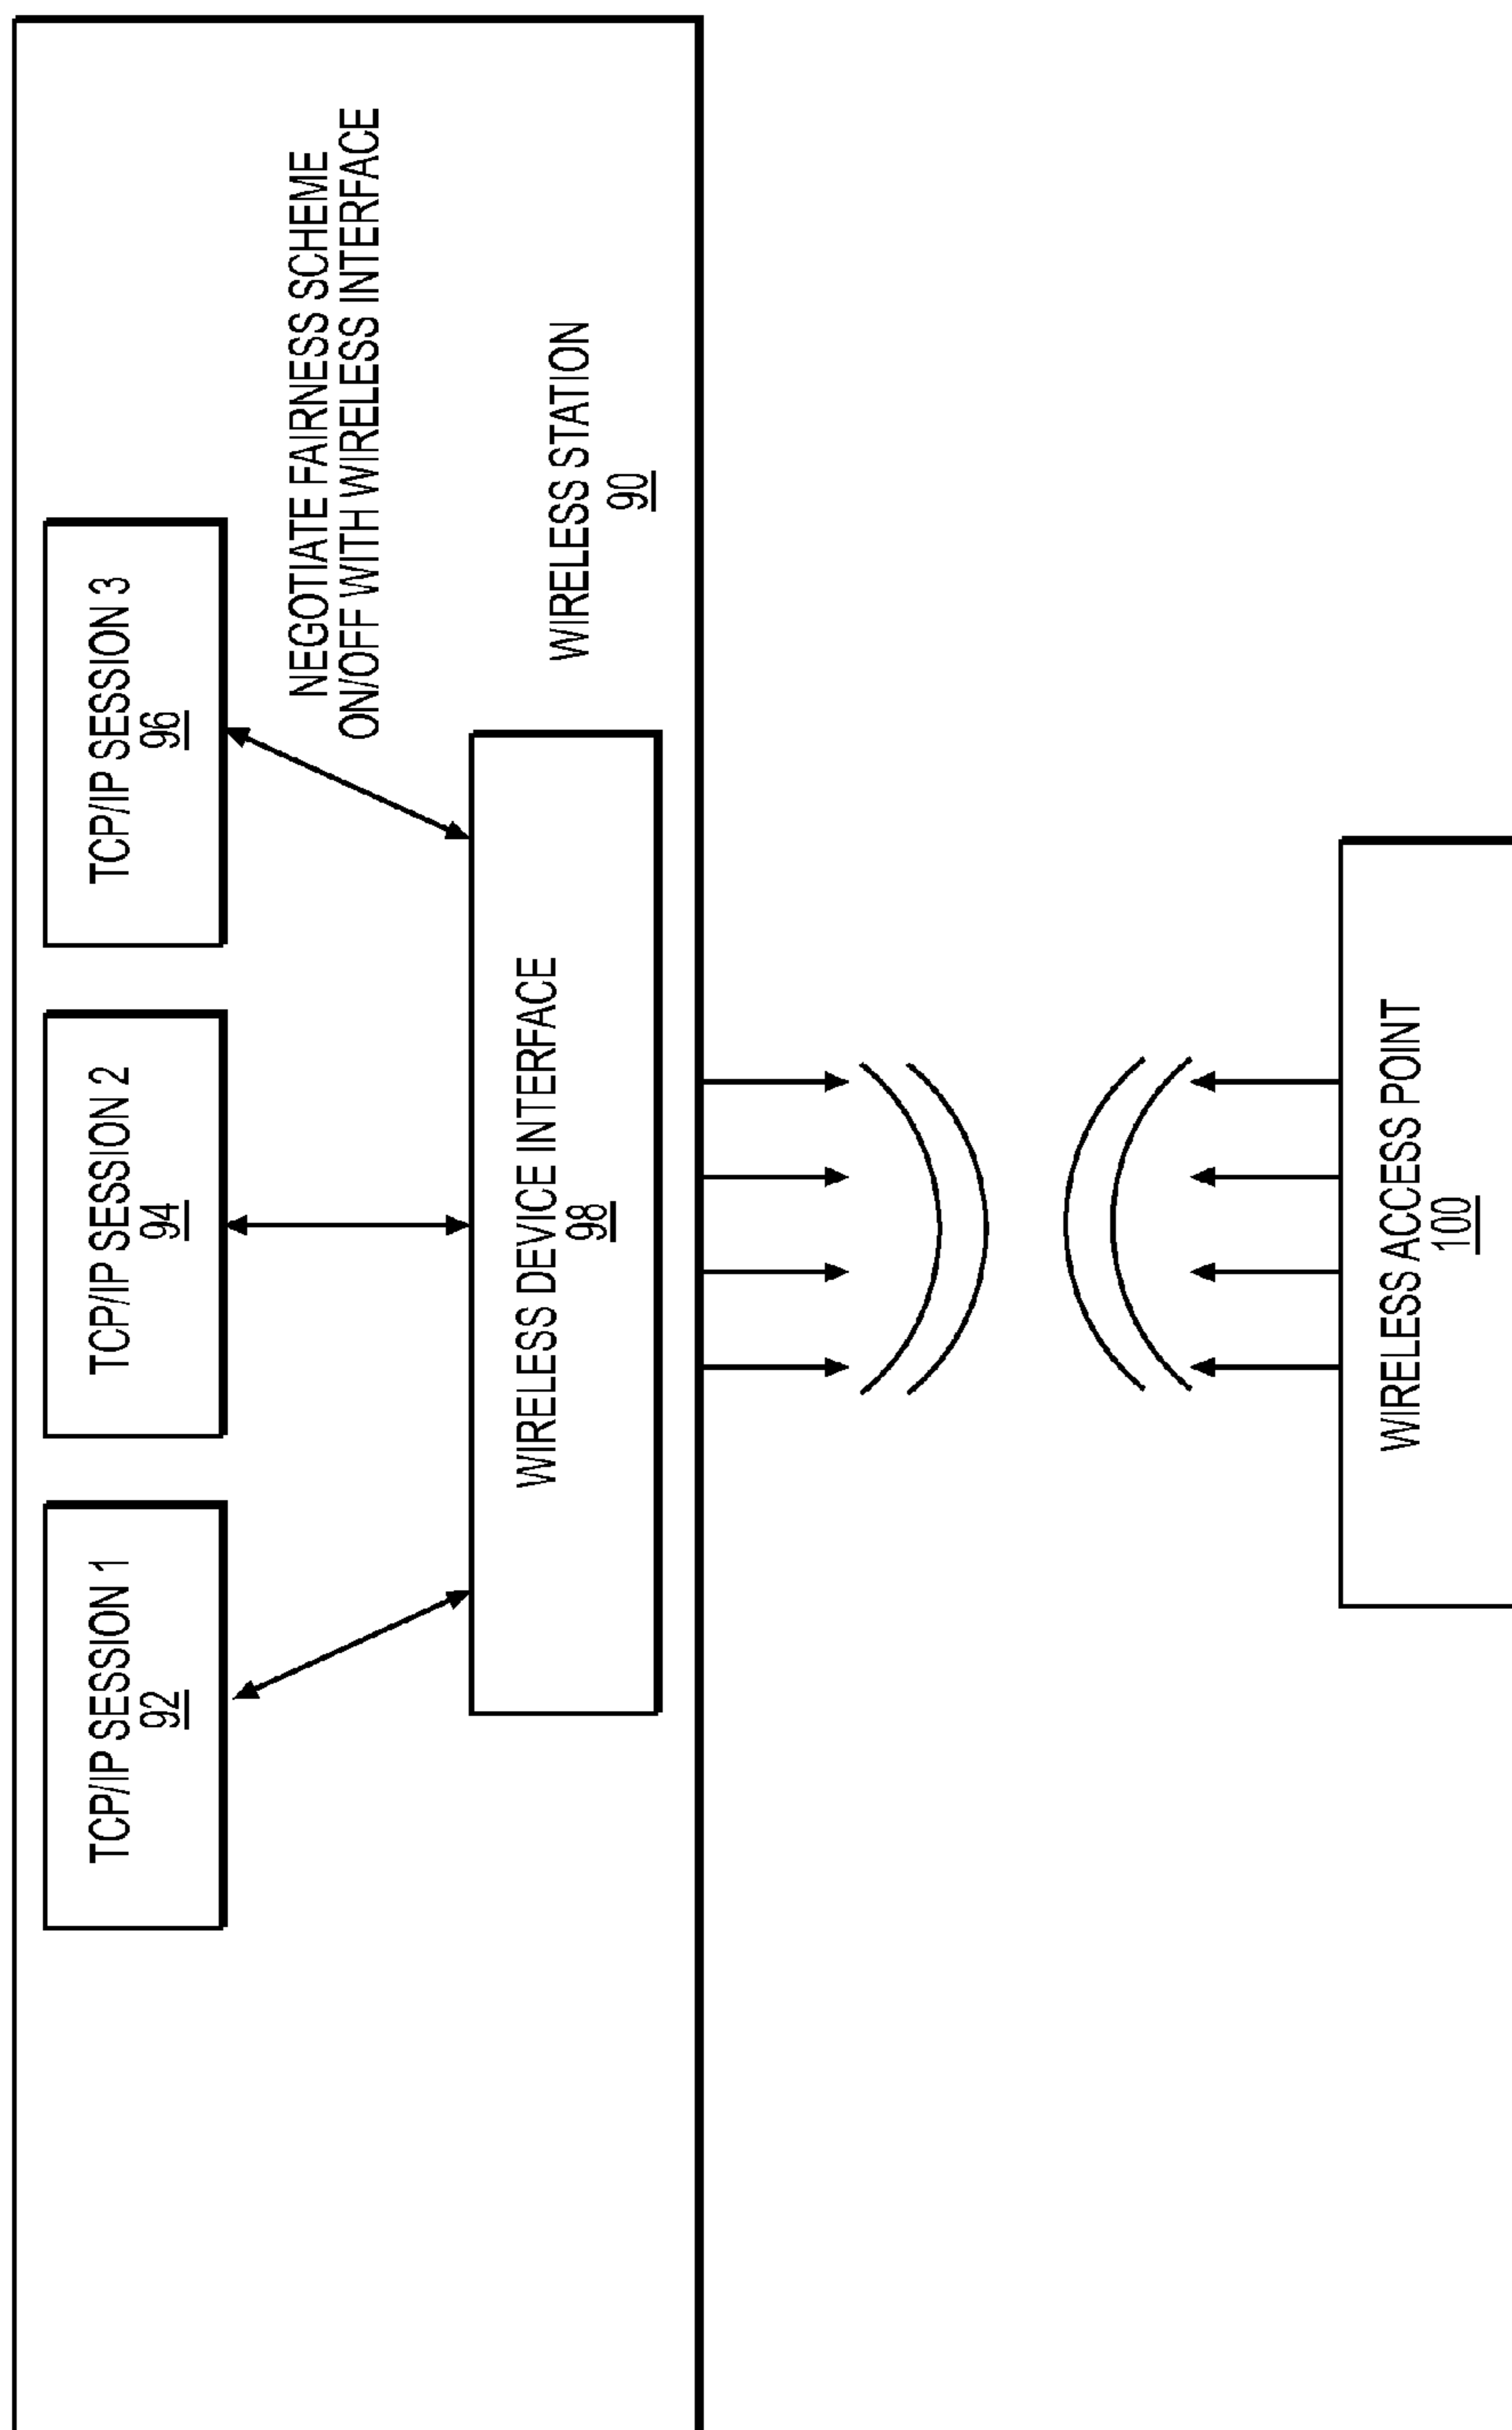 TCP/IP SESSION 1
92
TCP/IP SESSION 2
94
TCP/IP SESSION 3
96
NEGOTIATE FAIRNESS SCHEME
ON/OFF WITH WIRELESS INTERFACE
WIRELESS DEVICE INTERFACE
98
WIRELESS STATION
90
WIRELESS ACCESS POINT
100